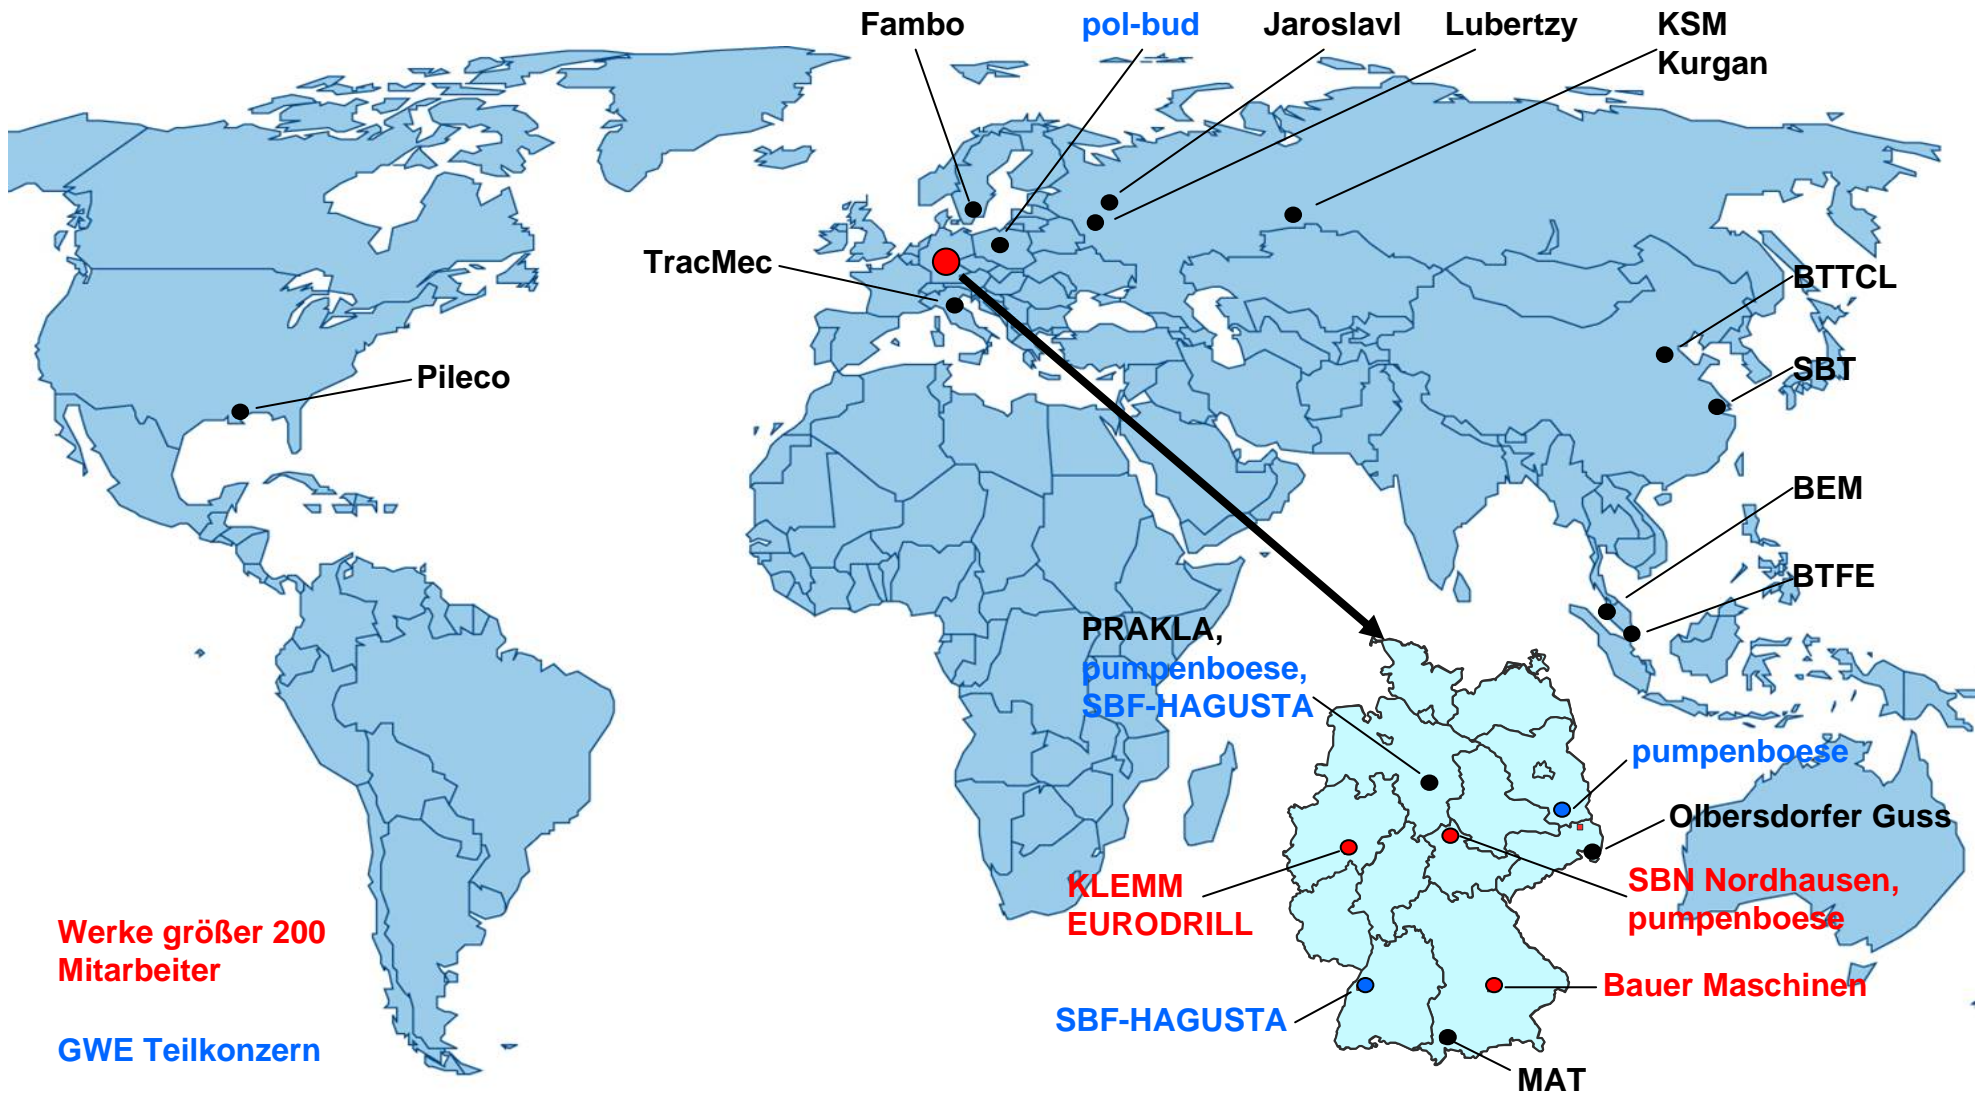 Fambo
pol-bud
Jaroslavl
Lubertzy
KSM
Kurgan
TracMec
BTTCL
Pileco
SBT
BEM
BTFE
PRAKLA,
pumpenboese,
SBF-HAGUSTA
pumpenboese
Olbersdorfer Guss
KLEMM
EURODRILL
SBN Nordhausen,
pumpenboese
Werke größer 200
Mitarbeiter
Bauer Maschinen
SBF-HAGUSTA
GWE Teilkonzern
MAT